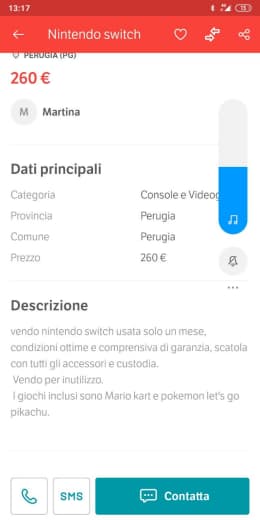 13:17
15
Nintendo switch
PERUGIA (PG)
260 €
M Martina
Dati principali
Categoria Console e Videog
Provincia Perugia
Comune Perugia
Prezzo 260 €
Descrizione
vendo nintendo switch usata solo un mese,
condizioni ottime e comprensiva di garanzia, scatola
con tutti gli accessori e custodia.
Vendo per inutilizzo.
I giochi inclusi sono Mario kart e pokemon let's go
pikachu.
SMS Contatta